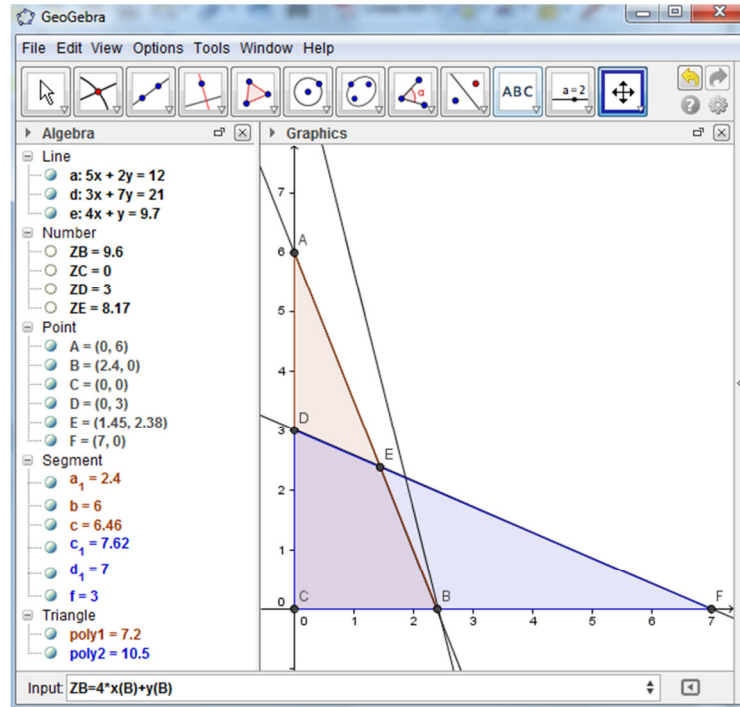 GeoGebra
File Edit View Options Tools Window Help
ABC
a=2
α
Algebra
Graphics
Line
a: 5x + 2y = 12
d: 3x + 7y = 21
e: 4x + y = 9.7
Number
ZB = 9.6
ZC = 0
ZD = 3
ZE = 8.17
Point
A = (0, 6)
B = (2.4, 0)
C = (0, 0)
D = (0, 3)
E = (1.45, 2.38)
F = (7, 0)
Segment
a₁ = 2.4
b = 6
c = 6.46
c₁ = 7.62
d₁ = 7
f = 3
Triangle
poly1 = 7.2
poly2 = 10.5
7
6
A
5
4
3
D
E
2
1
0
C
B
F
0 1 2 3 4 5 6 7
Input: ZB=4*x(B)+y(B)